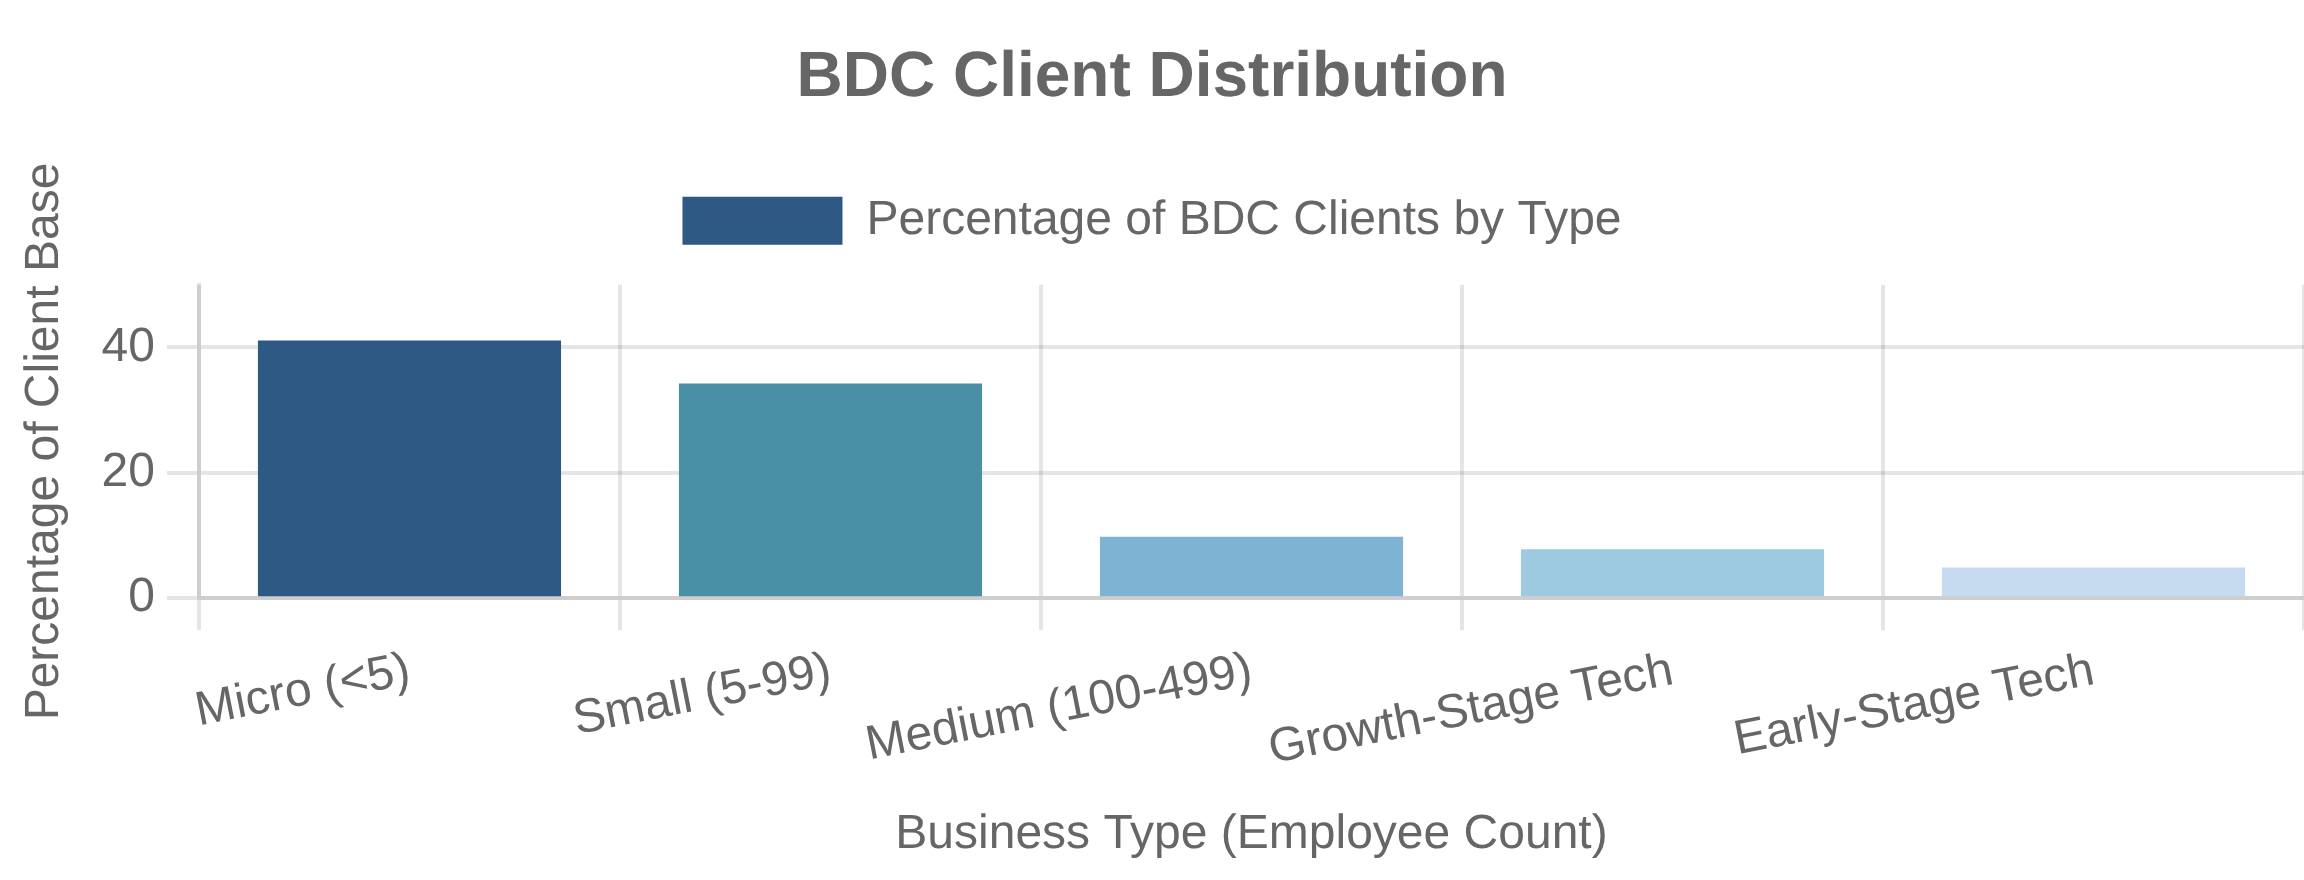 BDC Client Distribution
Percentage of BDC Clients by Type
Percentage of Client Base
40
20
0
Micro (<5)
Small (5-99)
Medium (100-499)
Growth-Stage Tech
Early-Stage Tech
Business Type (Employee Count)